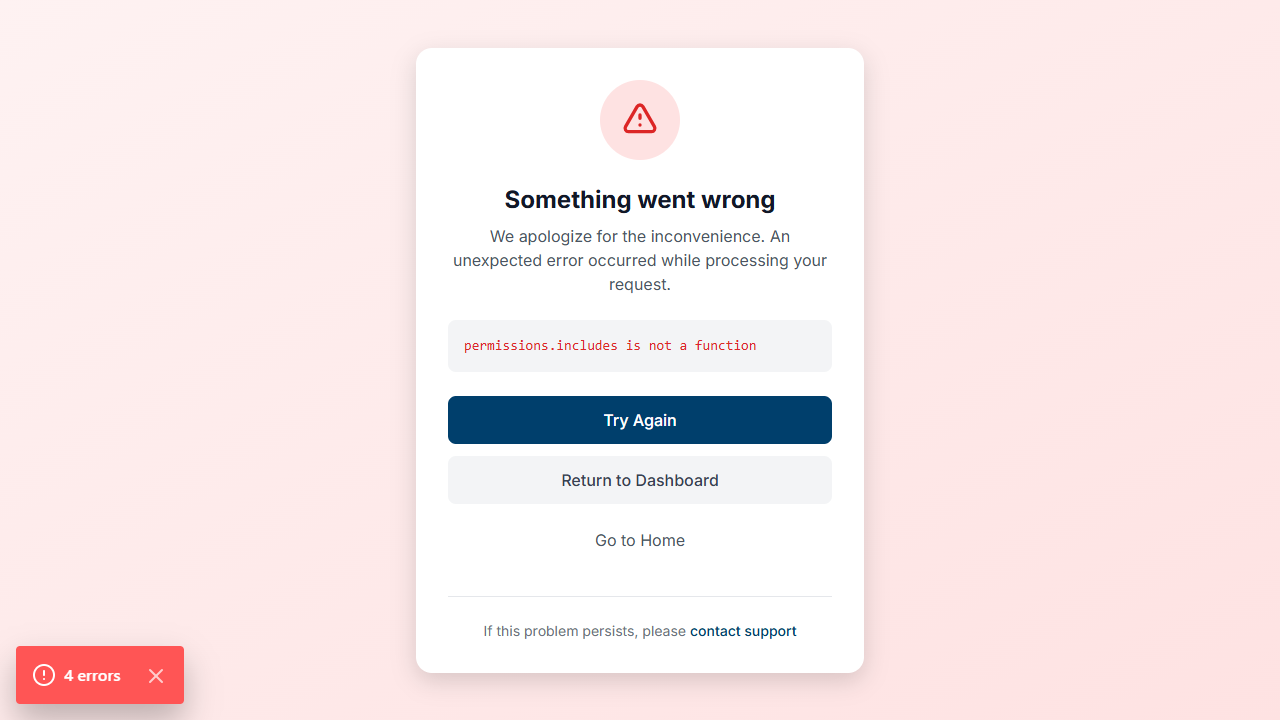 Something went wrong
We apologize for the inconvenience. An
unexpected error occurred while processing your
request.
permissions.includes is not a function
Try Again
Return to Dashboard
Go to Home
If this problem persists, please contact support
4 errors